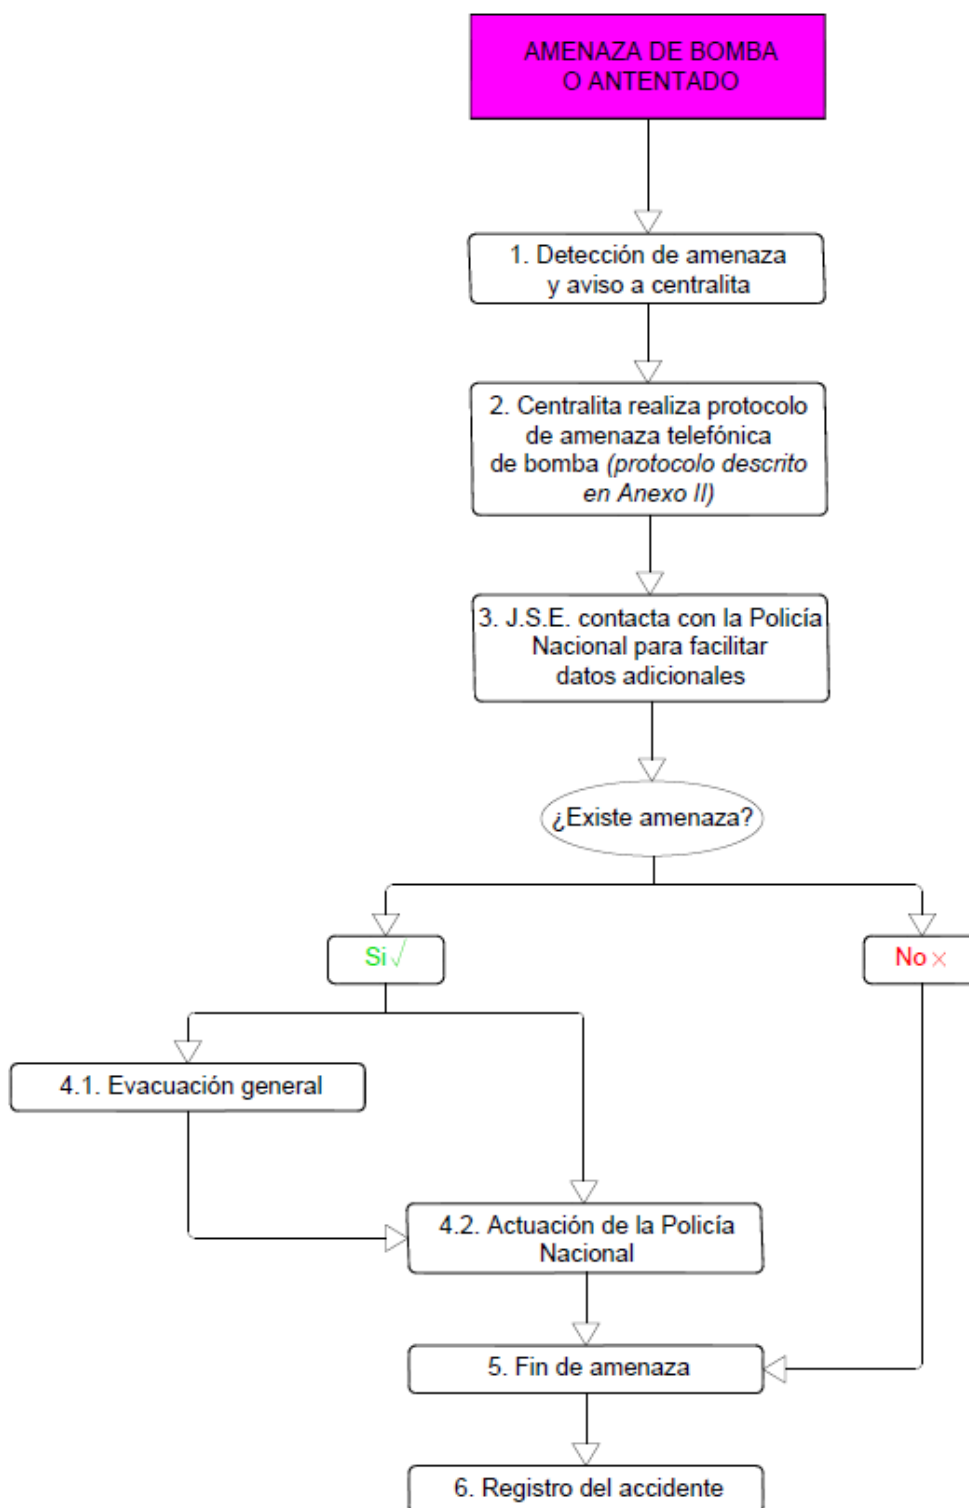 AMENAZA DE BOMBA
O ANTENTADO
1. Detección de amenaza
y aviso a centralita
2. Centralita realiza protocolo
de amenaza telefónica
de bomba (protocolo descrito
en Anexo II)
3. J.S.E. contacta con la Policía
Nacional para facilitar
datos adicionales
¿Existe amenaza?
Si √
No ×
4.1. Evacuación general
4.2. Actuación de la Policía
Nacional
5. Fin de amenaza
6. Registro del accidente